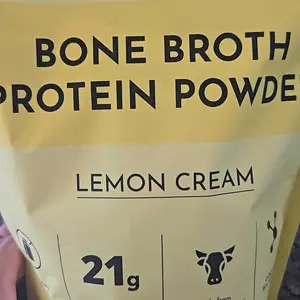 BONE BROTH
PROTEIN POWDE
LEMON CREAM
21g